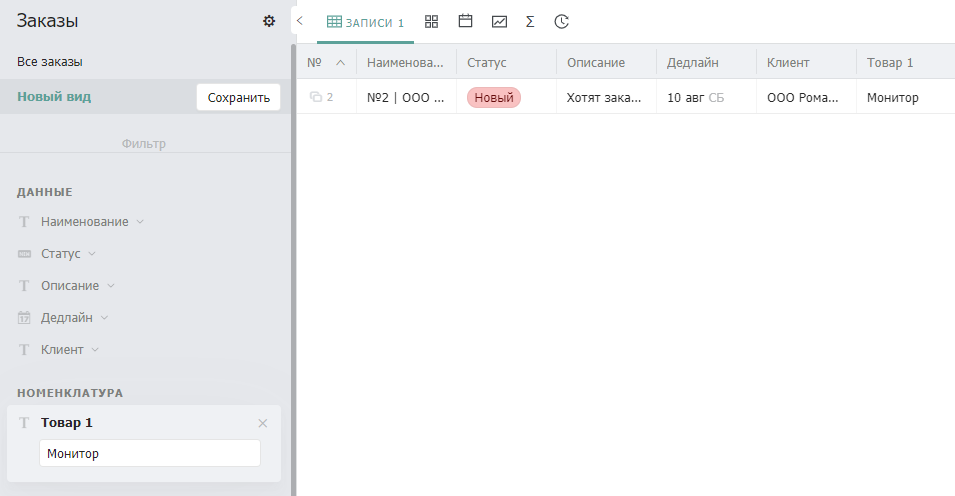 Заказы
Все заказы
Новый вид
Сохранить
Фильтр
ДАННЫЕ
Наименование
Статус
Описание
17 Дедлайн
Клиент
НОМЕНКЛАТУРА
Товар 1
Монитор
ЗАПИСИ 1
№ Наименова... Статус Описание Дедлайн Клиент Товар 1
2 №2 | ООО ... Новый Хотят зака... 10 авг СБ ООО Рома... Монитор